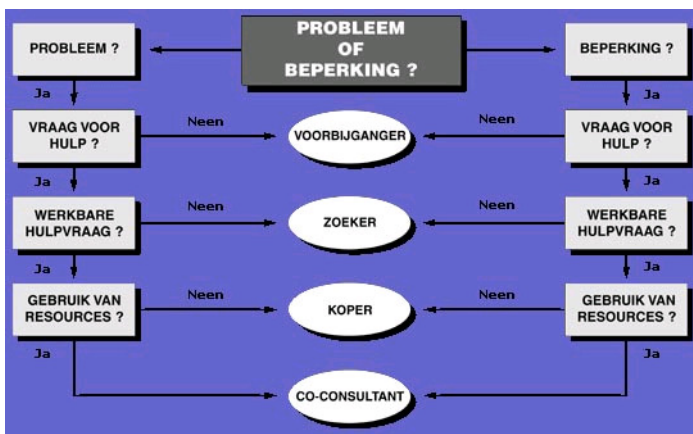 PROBLEEM
OF
BEPERKING ?
PROBLEEM ?
BEPERKING ?
Ja
Ja
VRAAG VOOR
HULP ?
Neen
VOORBIJGANGER
Neen
VRAAG VOOR
HULP ?
Ja
Ja
WERKBARE
HULPVRAAG ?
Neen
ZOEKER
Neen
WERKBARE
HULPVRAAG ?
Ja
Ja
GEBRUIK VAN
RESOURCES ?
Neen
KOPER
Neen
GEBRUIK VAN
RESOURCES ?
Ja
Ja
CO-CONSULTANT